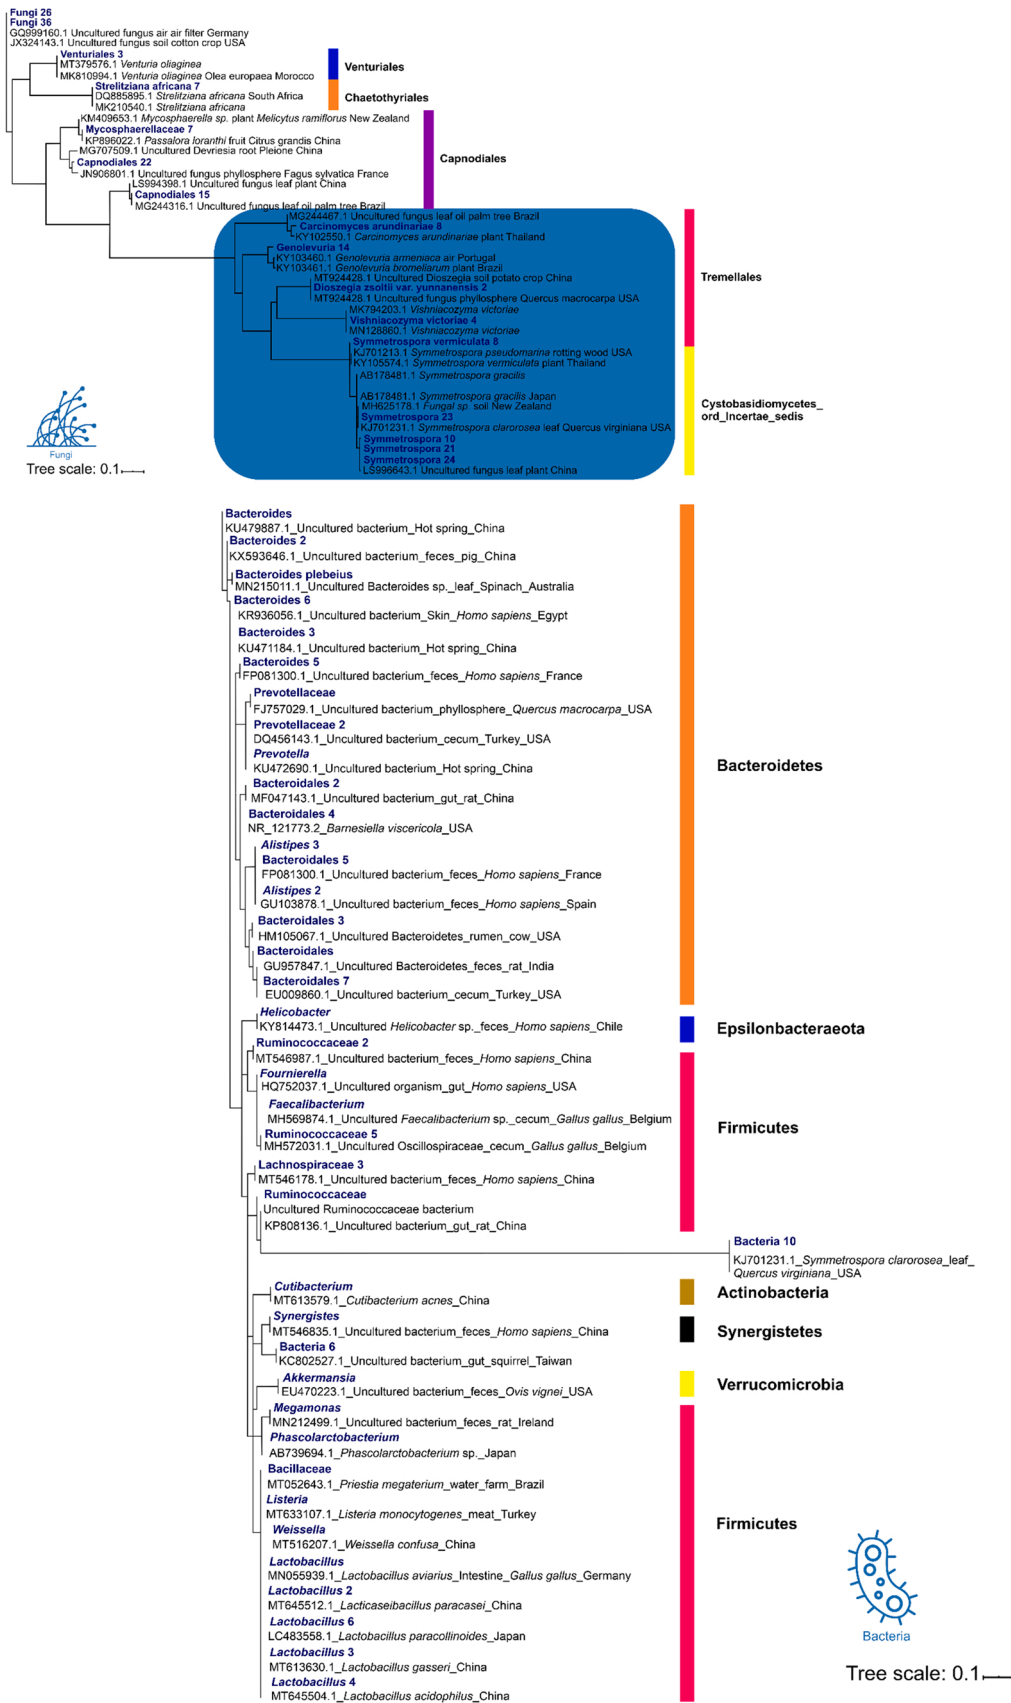 Fungi 26
Fungi 36
GQ999160.1 Uncultured fungus air air filter Germany
JX324143.1 Uncultured fungus soil cotton crop USA
Venturiales 3
MT379576.1 Venturia oliaginea
MK810994.1 Venturia oliaginea Olea europaea Morocco
Venturiales
Strelitziana africana 7
DQ885895.1 Strelitziana africana South Africa
MK210540.1 Strelitziana africana
Chaetothyriales
KM409653.1 Mycosphaerella sp. plant Melicytus ramiflorus New Zealand
Mycosphaerellaceae 7
KP896022.1 Passalora loranthi fruit Citrus grandis China
MG707509.1 Uncultured Devriesia root Pleione China
Capnodiales 22
JN906801.1 Uncultured fungus phyllosphere Fagus sylvatica France
LS994398.1 Uncultured fungus leaf plant China
Capnodiales 15
MG244316.1 Uncultured fungus leaf oil palm tree Brazil
Capnodiales
MG244467.1 Uncultured fungus leaf oil palm tree Brazil
Carcinomyces arundinariae 8
KY102550.1 Carcinomyces arundinariae plant Thailand
Genolevuria 14
KY103460.1 Genolevuria armeniaca air Portugal
KY103461.1 Genolevuria bromeliarum plant Brazil
MT924428.1 Uncultured Dioszegia soil potato crop China
Dioszegia zsoltii var. yunnanensis 2
MT924428.1 Uncultured fungus phyllosphere Quercus macrocarpa USA
MK794203.1 Vishniacozyma victoriae
Vishniacozyma victoriae 4
MN128860.1 Vishniacozyma victoriae
Tremellales
Symmetrospora vermiculata 8
KJ701213.1 Symmetrospora pseudomarina rotting wood USA
KY105574.1 Symmetrospora vermiculata plant Thailand
AB178481.1 Symmetrospora gracilis
AB178481.1 Symmetrospora gracilis Japan
MH625178.1 Fungal sp. soil New Zealand
Symmetrospora 23
KJ701231.1 Symmetrospora clarorosea leaf Quercus virginiana USA
Symmetrospora 10
Symmetrospora 21
Symmetrospora 24
LS996643.1 Uncultured fungus leaf plant China
Cystobasidiomycetes_
ord_Incertae_sedis
Fungi
Tree scale: 0.1
Bacteroides
KU479887.1_Uncultured bacterium_Hot spring_China
Bacteroides 2
KX593646.1_Uncultured bacterium_feces_pig_China
Bacteroides plebeius
MN215011.1_Uncultured Bacteroides sp._leaf_Spinach_Australia
Bacteroides 6
KR936056.1_Uncultured bacterium_Skin_Homo sapiens_Egypt
Bacteroides 3
KU471184.1_Uncultured bacterium_Hot spring_China
Bacteroides 5
FP081300.1_Uncultured bacterium_feces_Homo sapiens_France
Prevotellaceae
FJ757029.1_Uncultured bacterium_phyllosphere_Quercus macrocarpa_USA
Prevotellaceae 2
DQ456143.1_Uncultured bacterium_cecum_Turkey_USA
Prevotella
KU472690.1_Uncultured bacterium_Hot spring_China
Bacteroidales 2
MF047143.1_Uncultured bacterium_gut_rat_China
Bacteroidales 4
NR_121773.2_Barnesiella viscericola_USA
Alistipes 3
Bacteroidales 5
FP081300.1_Uncultured bacterium_feces_Homo sapiens_France
Alistipes 2
GU103878.1_Uncultured bacterium_feces_Homo sapiens_Spain
Bacteroidales 3
HM105067.1_Uncultured Bacteroidetes_rumen_cow_USA
Bacteroidales
GU957847.1_Uncultured Bacteroidetes_feces_rat_India
Bacteroidales 7
EU009860.1_Uncultured bacterium_cecum_Turkey_USA
Bacteroidetes
Helicobacter
KY814473.1_Uncultured Helicobacter sp._feces_Homo sapiens_Chile
Epsilonbacteraeota
Ruminococcaceae 2
MT546987.1_Uncultured bacterium_feces_Homo sapiens_China
Fournierella
HQ752037.1_Uncultured organism_gut_Homo sapiens_USA
Faecalibacterium
MH569874.1_Uncultured Faecalibacterium sp._cecum_Gallus gallus_Belgium
Ruminococcaceae 5
MH572031.1_Uncultured Oscillospiraceae_cecum_Gallus gallus_Belgium
Lachnospiraceae 3
MT546178.1_Uncultured bacterium_feces_Homo sapiens_China
Ruminococcaceae
Uncultured Ruminococcaceae bacterium
KP808136.1_Uncultured bacterium_gut_rat_China
Firmicutes
Bacteria 10
KJ701231.1_Symmetrospora clarorosea_leaf_
Quercus virginiana_USA
Cutibacterium
MT613579.1_Cutibacterium acnes_China
Actinobacteria
Synergistes
MT546835.1_Uncultured bacterium_feces_Homo sapiens_China
Synergistetes
Bacteria 6
KC802527.1_Uncultured bacterium_gut_squirrel_Taiwan
Akkermansia
EU470223.1_Uncultured bacterium_feces_Ovis vignei_USA
Verrucomicrobia
Megamonas
MN212499.1_Uncultured bacterium_feces_rat_Ireland
Phascolarctobacterium
AB739694.1_Phascolarctobacterium sp._Japan
Bacillaceae
MT052643.1_Priestia megaterium_water_farm_Brazil
Listeria
MT633107.1_Listeria monocytogenes_meat_Turkey
Weissella
MT516207.1_Weissella confusa_China
Lactobacillus
MN055939.1_Lactobacillus aviarius_Intestine_Gallus gallus_Germany
Lactobacillus 2
MT645512.1_Lacticaseibacillus paracasei_China
Lactobacillus 6
LC483558.1_Lactobacillus paracollinoides_Japan
Lactobacillus 3
MT613630.1_Lactobacillus gasseri_China
Lactobacillus 4
MT645504.1_Lactobacillus acidophilus_China
Firmicutes
Bacteria
Tree scale: 0.1